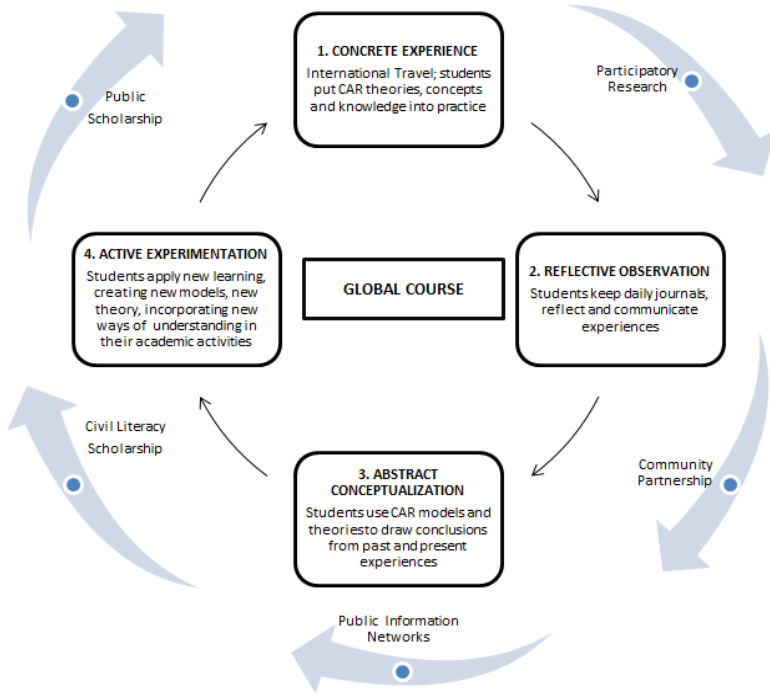 1. CONCRETE EXPERIENCE
International Travel; students
put CAR theories, concepts
and knowledge into practice
Participatory
Research
Public
Scholarship
4. ACTIVE EXPERIMENTATION
Students apply new learning,
creating new models, new
theory, incorporating new
ways of understanding in
their academic activities
GLOBAL COURSE
2. REFLECTIVE OBSERVATION
Students keep daily journals,
reflect and communicate
experiences
Civil Literacy
Scholarship
3. ABSTRACT
CONCEPTUALIZATION
Students use CAR models and
theoriesto draw conclusions
from past and present
experiences
Community
Partnership
Public Information
Networks